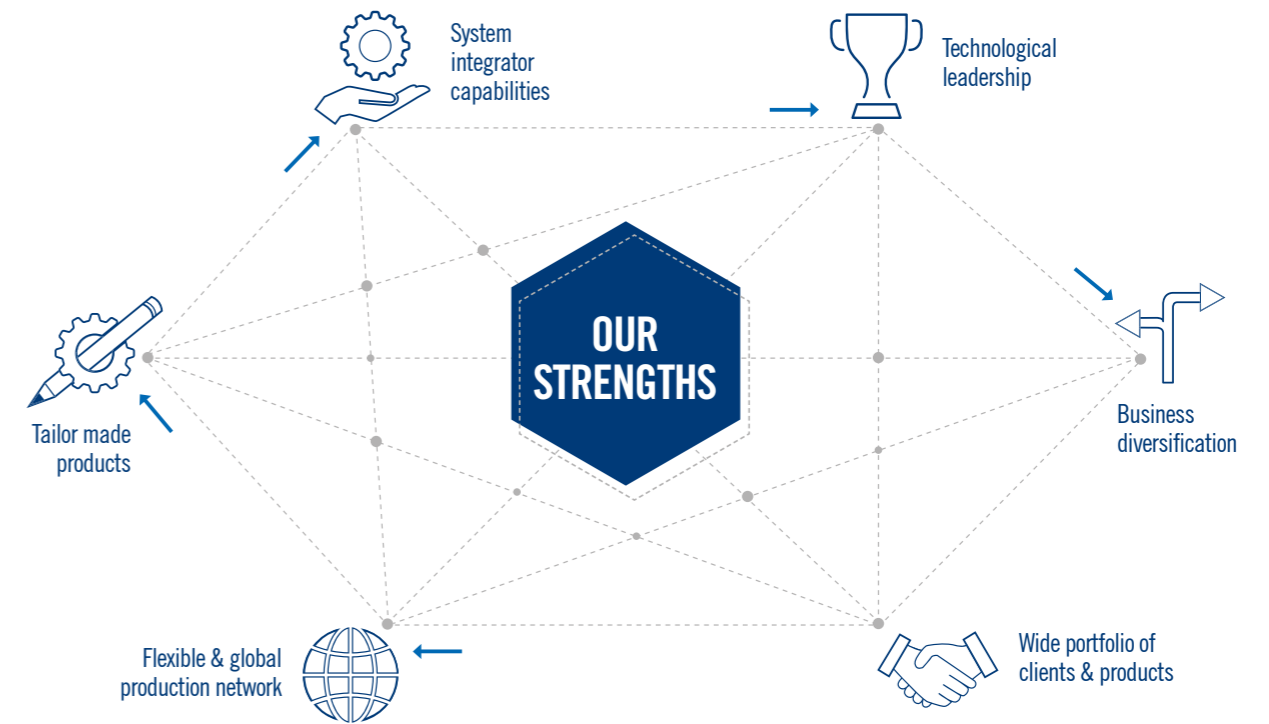 System
integrator
capabilities
Technological
leadership
OUR
STRENGTHS
Tailor made
products
Business
diversification
Flexible & global
production network
Wide portfolio of
clients & products